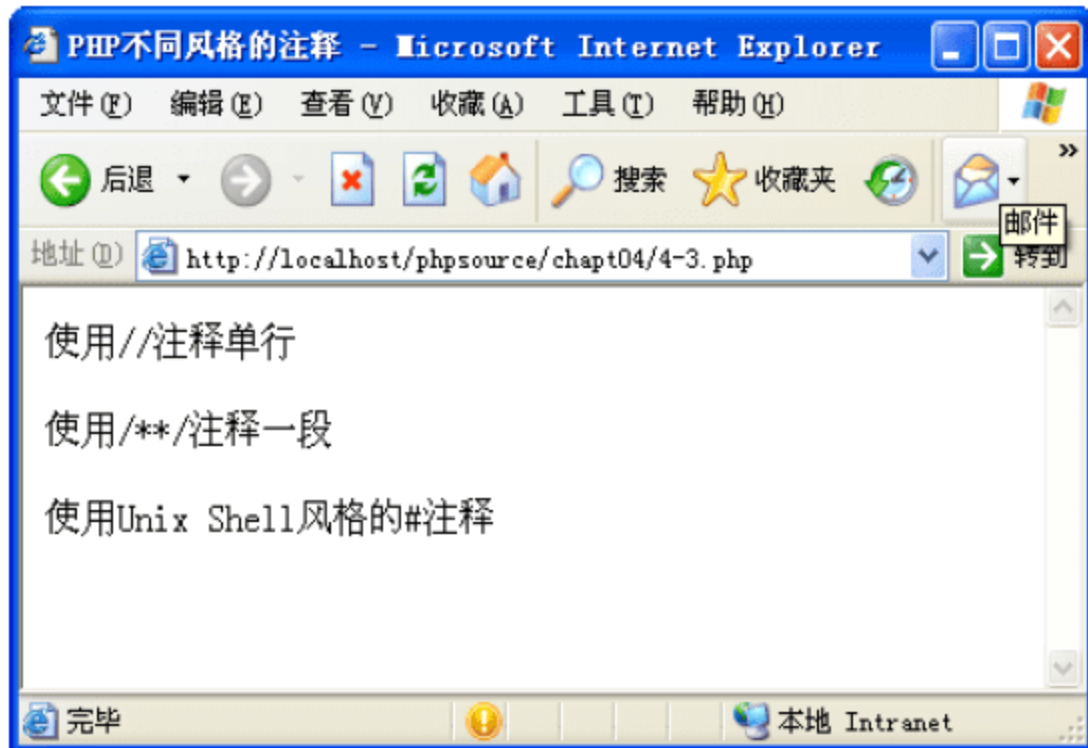 PHP不同风格的注释 - Microsoft Internet Explorer
文件(F) 编辑(E) 查看(V) 收藏(A) 工具(T) 帮助(H)
后退 搜索 收藏夹 »
邮件
地址(D) http://localhost/phpsource/chapt04/4-3.php 转到
使用//注释单行
使用/**/注释一段
使用Unix Shell风格的#注释
完毕 本地 Intranet